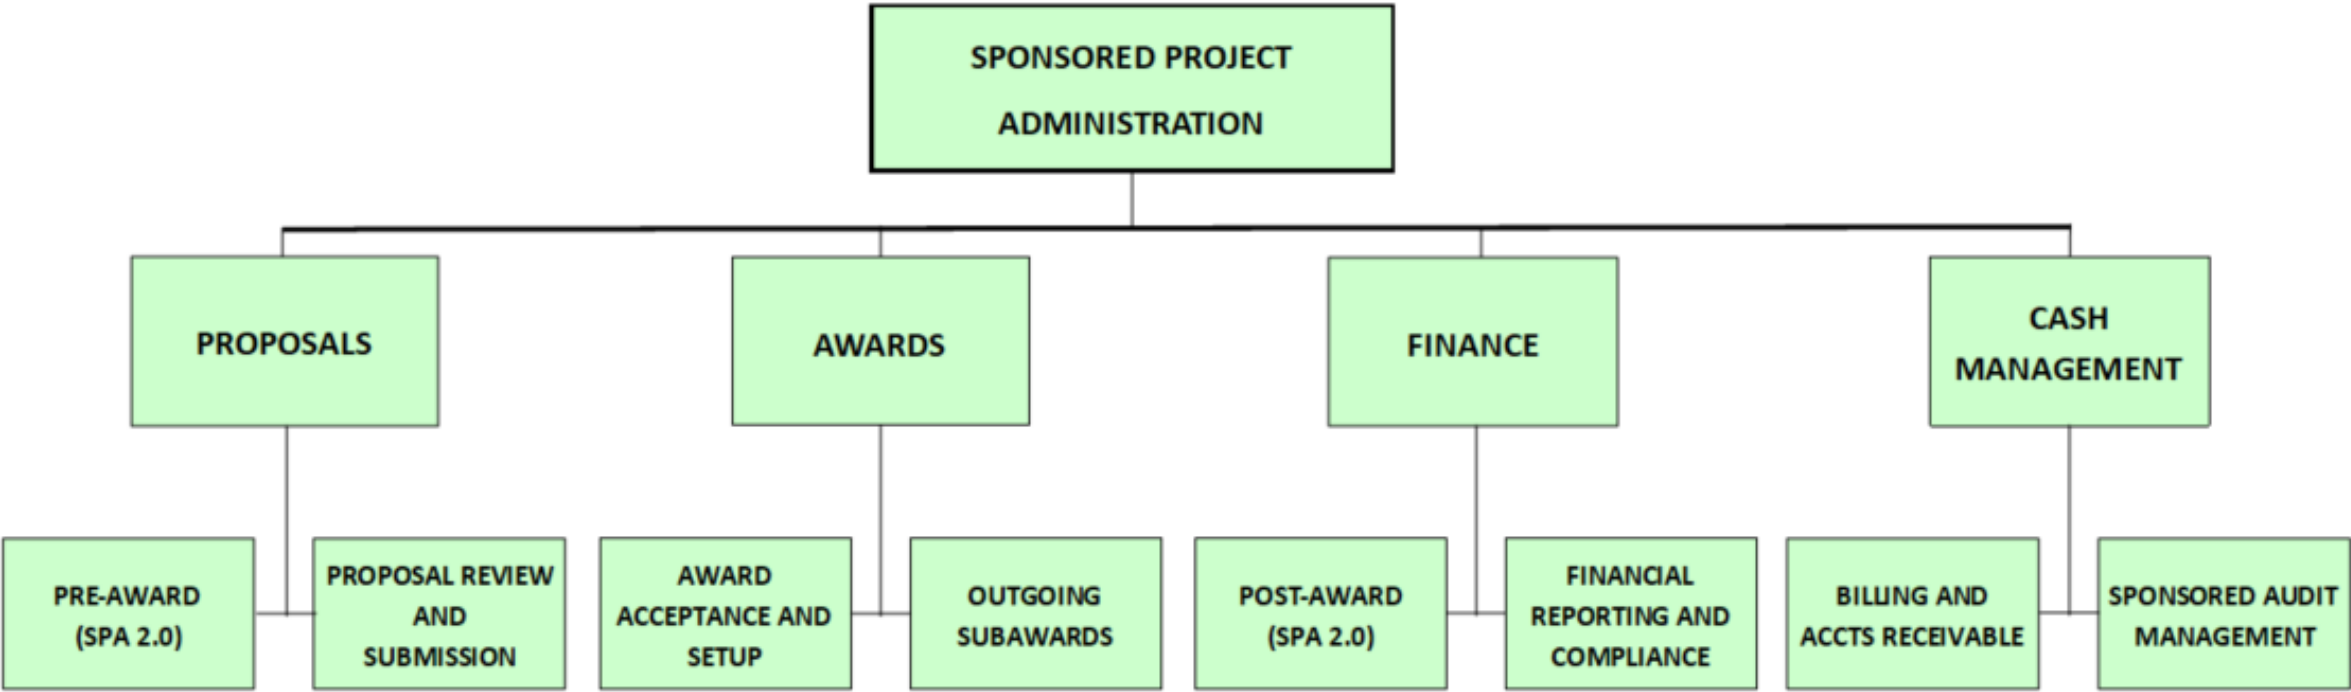 SPONSORED PROJECT
ADMINISTRATION
PROPOSALS
AWARDS
FINANCE
CASH
MANAGEMENT
PRE-AWARD
(SPA 2.0)
PROPOSAL REVIEW
AND
SUBMISSION
AWARD
ACCEPTANCE AND
SETUP
OUTGOING
SUBAWARDS
POST-AWARD
(SPA 2.0)
FINANCIAL
REPORTING AND
COMPLIANCE
BILLING AND
ACCTS RECEIVABLE
SPONSORED AUDIT
MANAGEMENT